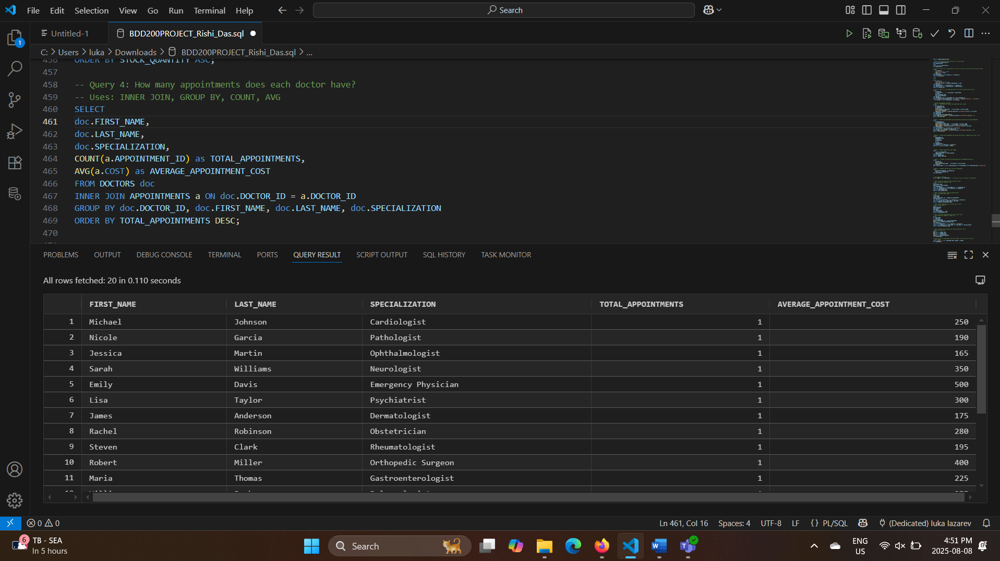 File Edit Selection View Go Run Terminal Help
Search
Untitled-1
BDD200PROJECT_Rishi_Das.sql
C: > Users > luka > Downloads > BDD200PROJECT_Rishi_Das.sql > ...
1
456 ORDER BY STOCK_QUANTITY ASC;
457
458 -- Query 4: How many appointments does each doctor have?
459 -- Uses: INNER JOIN, GROUP BY, COUNT, AVG
460 SELECT
461 doc.FIRST_NAME,
462 doc.LAST_NAME,
463 doc.SPECIALIZATION,
464 COUNT(a.APPOINTMENT_ID) as TOTAL_APPOINTMENTS,
465 AVG(a.COST) as AVERAGE_APPOINTMENT_COST
466 FROM DOCTORS doc
467 INNER JOIN APPOINTMENTS a ON doc.DOCTOR_ID = a.DOCTOR_ID
468 GROUP BY doc.DOCTOR_ID, doc.FIRST_NAME, doc.LAST_NAME, doc.SPECIALIZATION
469 ORDER BY TOTAL_APPOINTMENTS DESC;
470
PROBLEMS OUTPUT DEBUG CONSOLE TERMINAL PORTS QUERY RESULT SCRIPT OUTPUT SQL HISTORY TASK MONITOR
All rows fetched: 20 in 0.110 seconds
FIRST_NAME LAST_NAME SPECIALIZATION TOTAL_APPOINTMENTS AVERAGE_APPOINTMENT_COST
1 Michael Johnson Cardiologist 1 250
2 Nicole Garcia Pathologist 1 190
3 Jessica Martin Ophthalmologist 1 165
4 Sarah Williams Neurologist 1 350
5 Emily Davis Emergency Physician 1 500
6 Lisa Taylor Psychiatrist 1 300
7 James Anderson Dermatologist 1 175
8 Rachel Robinson Obstetrician 1 280
9 Steven Clark Rheumatologist 1 195
10 Robert Miller Orthopedic Surgeon 1 400
11 Maria Thomas Gastroenterologist 1 225
0 0
Ln 461, Col 16 Spaces: 4 UTF-8 LF {} PL/SQL (Dedicated) luka lazarev
6
TB - SEA
In 5 hours
Search
ENG
US
4:51 PM
2025-08-08